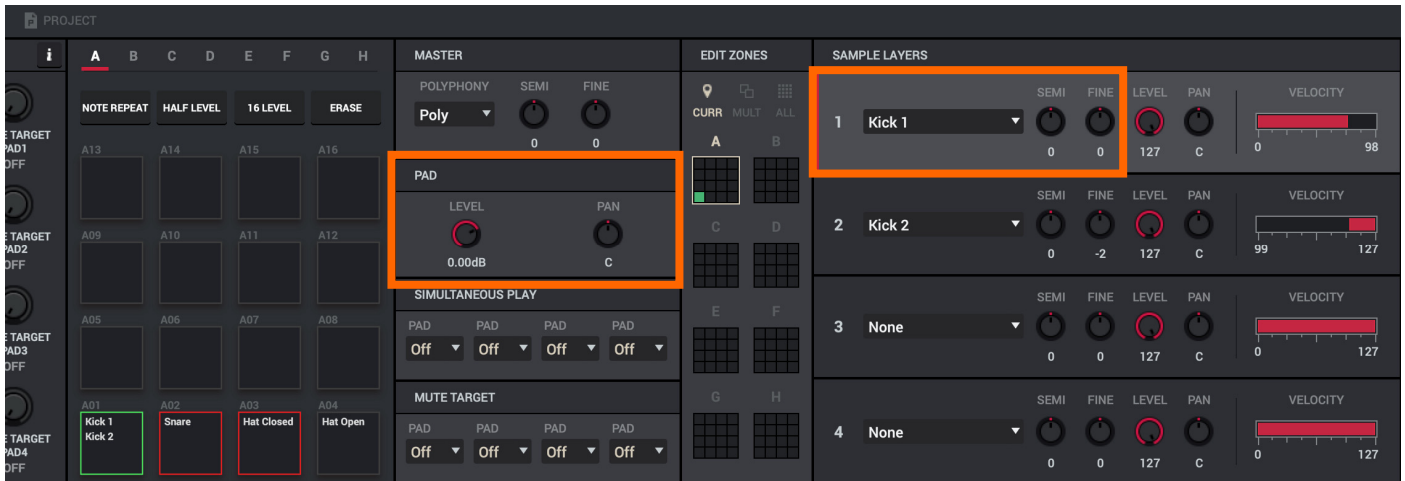 PROJECT
i
A B C D E F G H
MASTER
EDIT ZONES
SAMPLE LAYERS
NOTE REPEAT
HALF LEVEL
16 LEVEL
ERASE
POLYPHONY SEMI FINE
Poly
0 0
CURR MULT ALL
A B
C D
E F
G H
PAD
LEVEL PAN
0.00dB C
SIMULTANEOUS PLAY
PAD PAD PAD PAD
Off Off Off Off
MUTE TARGET
PAD PAD PAD PAD
Off Off Off Off
TARGET
PAD1
OFF
TARGET
PAD2
OFF
TARGET
PAD3
OFF
TARGET
PAD4
OFF
A13 A14 A15 A16
A09 A10 A11 A12
A05 A06 A07 A08
A01 A02 A03 A04
Kick 1
Kick 2
Snare
Hat Closed
Hat Open
SEMI FINE LEVEL PAN VELOCITY
1 Kick 1
0 0 127 C 0 98
SEMI FINE LEVEL PAN VELOCITY
2 Kick 2
0 -2 127 C 99 127
SEMI FINE LEVEL PAN VELOCITY
3 None
0 0 127 C 0 127
SEMI FINE LEVEL PAN VELOCITY
4 None
0 0 127 C 0 127